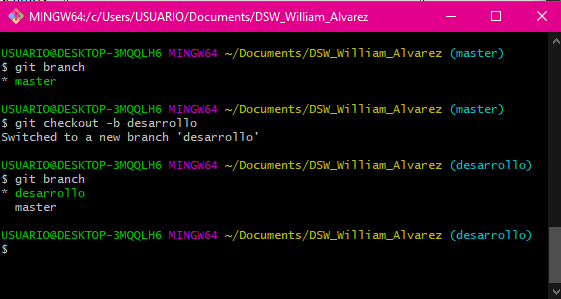 MINGW64:/c/Users/USUARIO/Documents/DSW_William_Alvarez
USUARIO@DESKTOP-3MQQLH6 MINGW64 ~/Documents/DSW_William_Alvarez (master)
$ git branch
* master
USUARIO@DESKTOP-3MQQLH6 MINGW64 ~/Documents/DSW_William_Alvarez (master)
$ git checkout -b desarrollo
Switched to a new branch 'desarrollo'
USUARIO@DESKTOP-3MQQLH6 MINGW64 ~/Documents/DSW_William_Alvarez (desarrollo)
$ git branch
* desarrollo
  master
USUARIO@DESKTOP-3MQQLH6 MINGW64 ~/Documents/DSW_William_Alvarez (desarrollo)
$